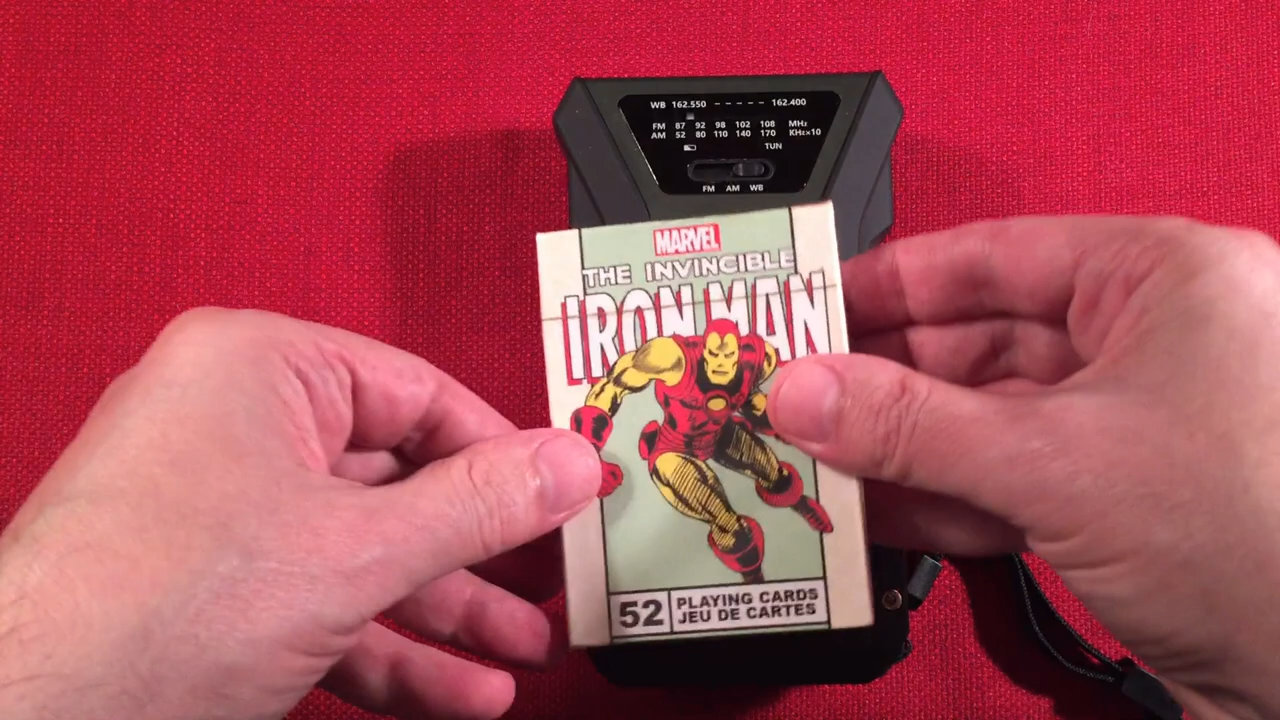 WB 162.550 - - - - - 162.400
FM 87 92 98 102 108 MHz
AM 52 80 110 140 170 KHz×10
TUN
FM AM WB
MARVEL
THE INVINCIBLE
IRON MAN
52 PLAYING CARDS
JEU DE CARTES